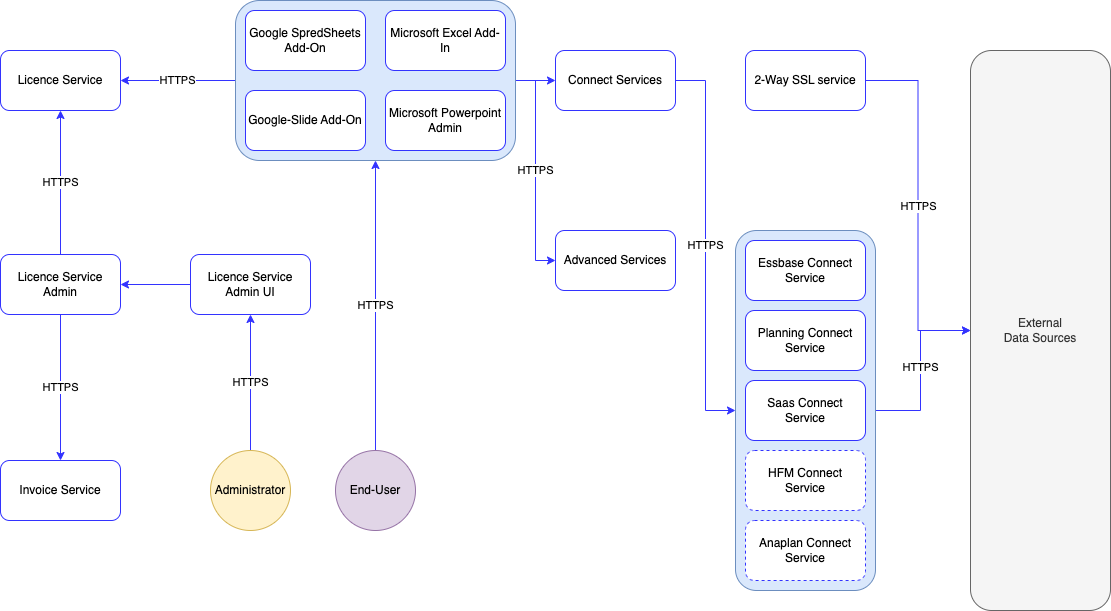 Google SpredSheets
Add-On
Microsoft Excel Add-
In
Licence Service
HTTPS
Connect Services
2-Way SSL service
Google-Slide Add-On
Microsoft Powerpoint
Admin
HTTPS
HTTPS
HTTPS
HTTPS
Advanced Services
Essbase Connect
Service
Licence Service
Admin
Licence Service
Admin UI
HTTPS
Planning Connect
Service
External
Data Sources
HTTPS
HTTPS
HTTPS
Saas Connect
Service
HFM Connect
Service
Invoice Service
Administrator
End-User
Anaplan Connect
Service